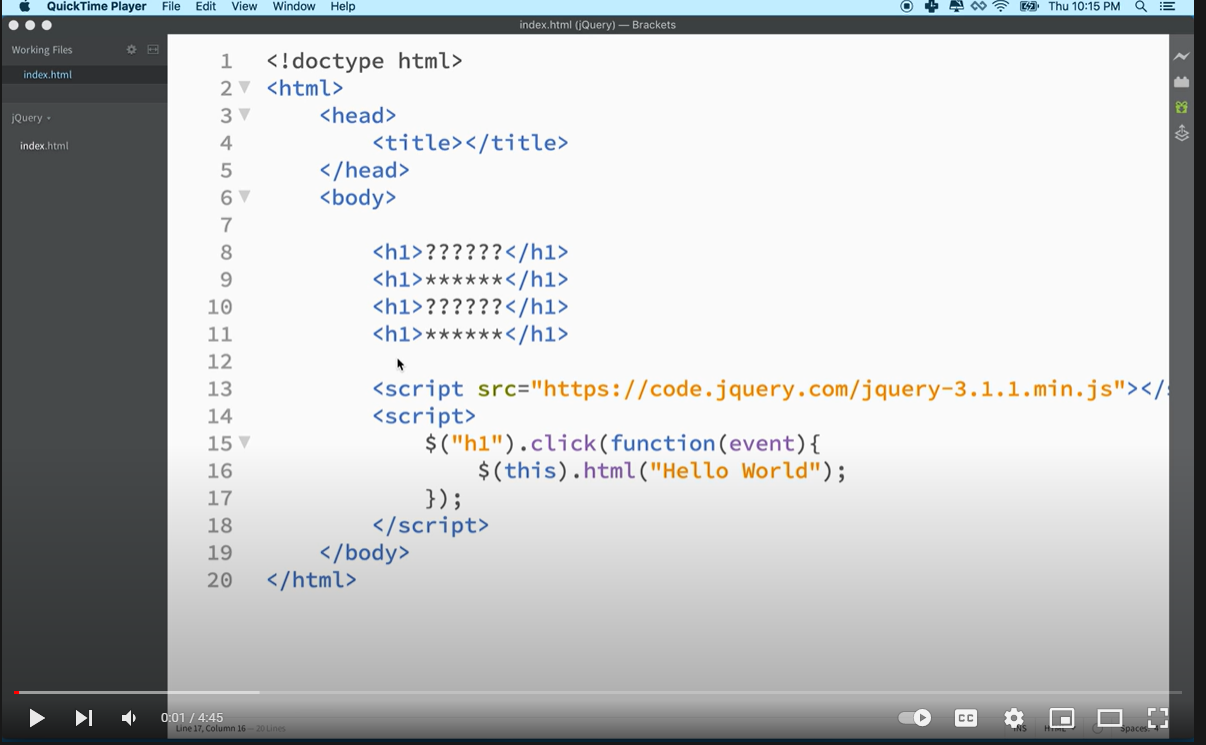 QuickTime Player File Edit View Window Help Thu 10:15 PM
index.html (jQuery) — Brackets
Working Files
index.html
jQuery
index.html
1 <!doctype html>
2 <html>
3 <head>
4 <title></title>
5 </head>
6 <body>
7
8 <h1>??????</h1>
9 <h1>******</h1>
10 <h1>??????</h1>
11 <h1>******</h1>
12
13 <script src="https://code.jquery.com/jquery-3.1.1.min.js"></s
14 <script>
15 $("h1").click(function(event){
16 $(this).html("Hello World");
17 });
18 </script>
19 </body>
20 </html>
0:01 / 4:45 CC
Line 17, Column 16 — 20 Lines INS Spaces: 4